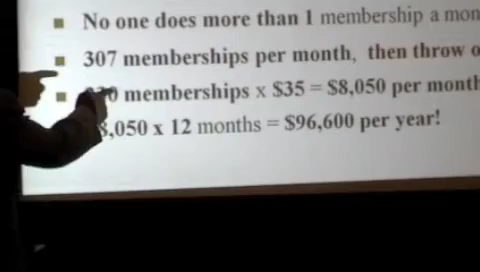 No one does more than 1 membership a
307 memberships per month, then throw
memberships x $35 = $8,050 per month
,050 x 12 months = $96,600 per year!